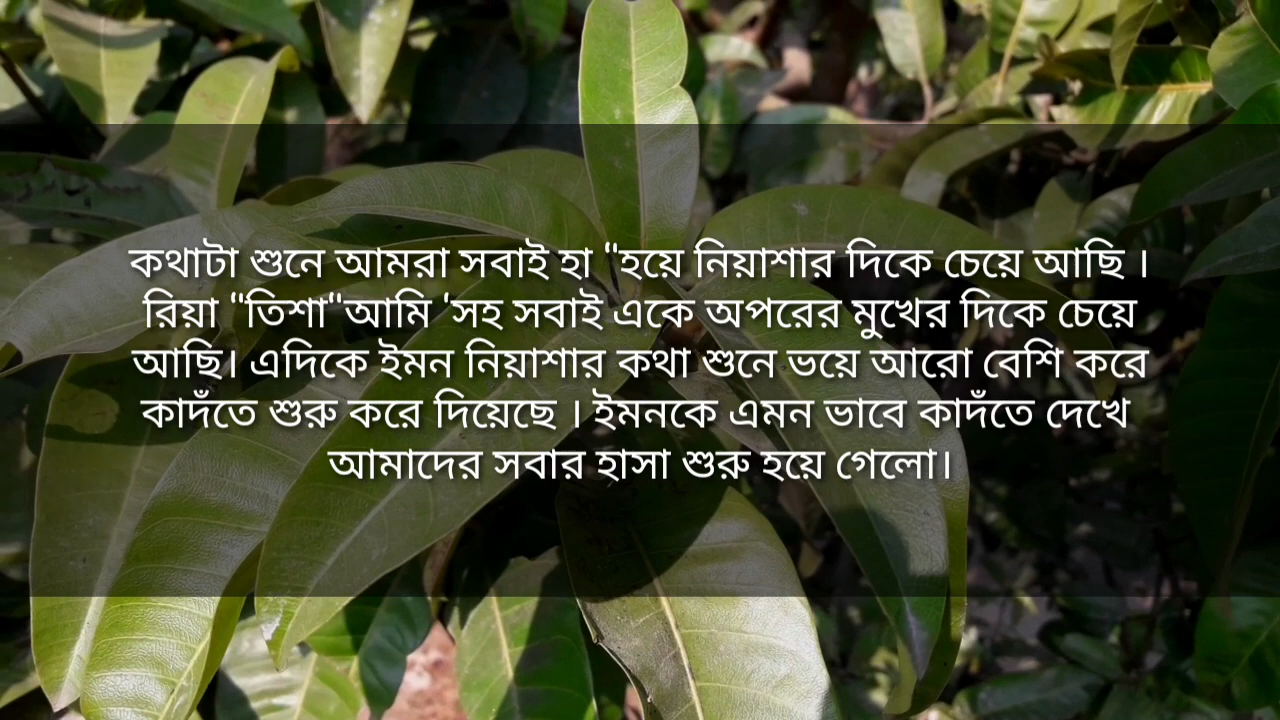 কথাটা শুনে আমরা সবাই হা "হয়ে নিয়াশার দিকে চেয়ে আছি ।
রিয়া "তিশা"আমি ‘সহ সবাই একে অপরের মুখের দিকে চেয়ে
আছি। এদিকে ইমন নিয়াশার কথা শুনে ভয়ে আরো বেশি করে
কাদঁতে শুরু করে দিয়েছে । ইমনকে এমন ভাবে কাদঁতে দেখে
আমাদের সবার হাসা শুরু হয়ে গেলো।